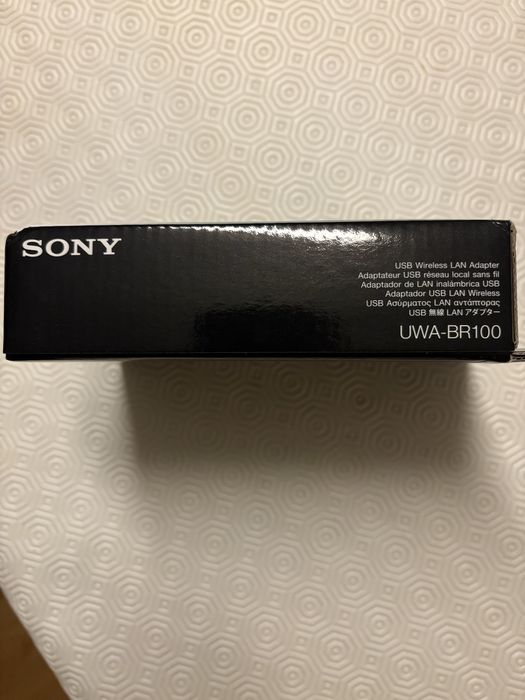 SONY
USB Wireless LAN Adapter
Adaptateur USB réseau local sans fil
Adaptador de LAN inalámbrica USB
Adaptador USB LAN Wireless
USB Ασύρματος LAN αντάπτορας
USB 無線 LAN アダプター
UWA-BR100